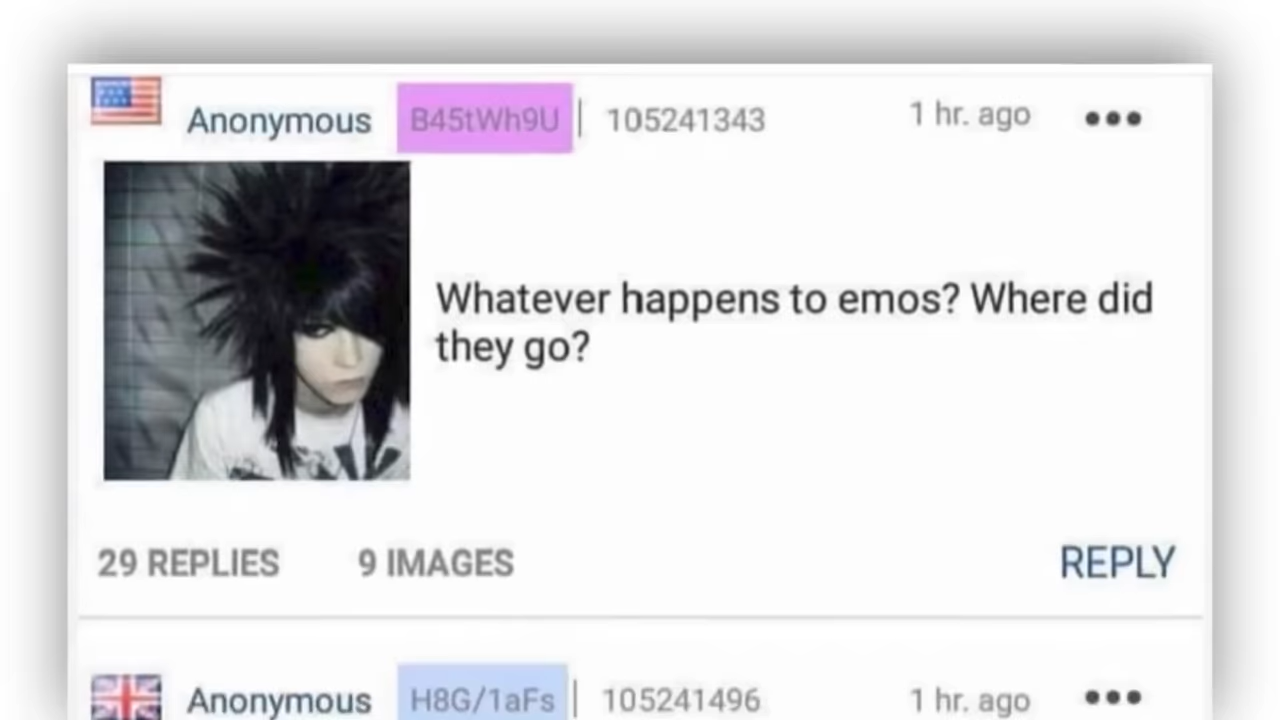 Anonymous B45tWh9U | 105241343 1 hr. ago
Whatever happens to emos? Where did
they go?
29 REPLIES 9 IMAGES REPLY
Anonymous H8G/1aFs | 105241496 1 hr. ago